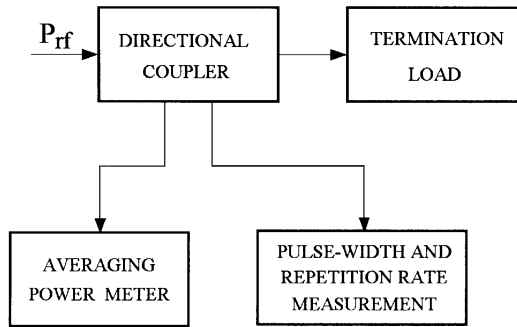 P_rf
DIRECTIONAL
COUPLER
TERMINATION
LOAD
AVERAGING
POWER METER
PULSE-WIDTH AND
REPETITION RATE
MEASUREMENT